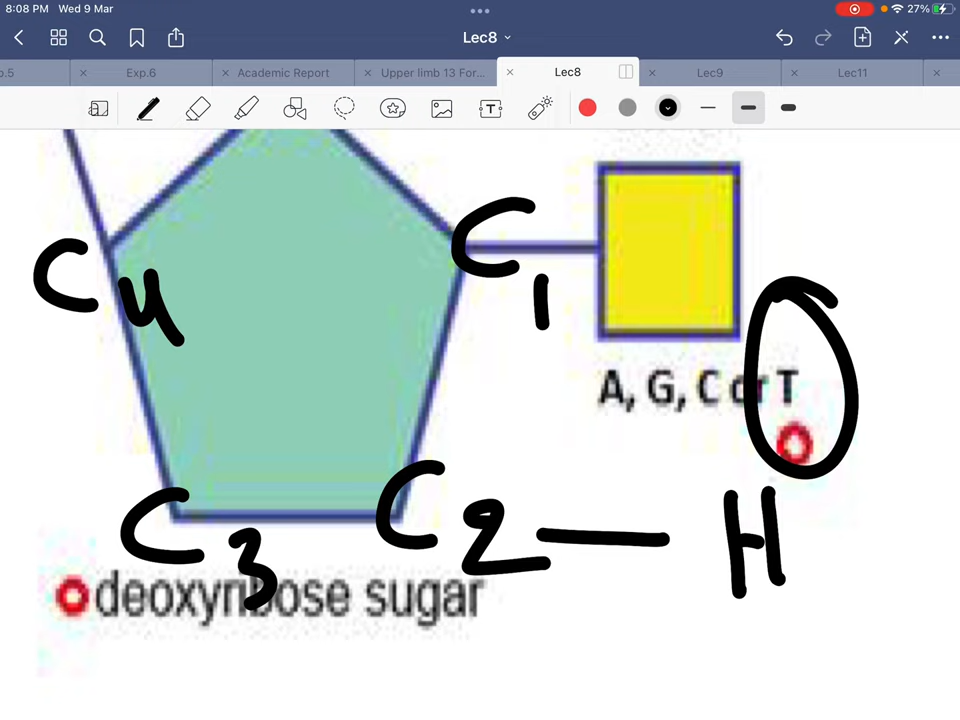 8:08 PM Wed 9 Mar
27%
Lec8
p.5 Exp.6 Academic Report Upper limb 13 For... Lec8 Lec9 Lec11
T
C1
C4
A, G, C or T
C3 C2 — H
deoxyribose sugar